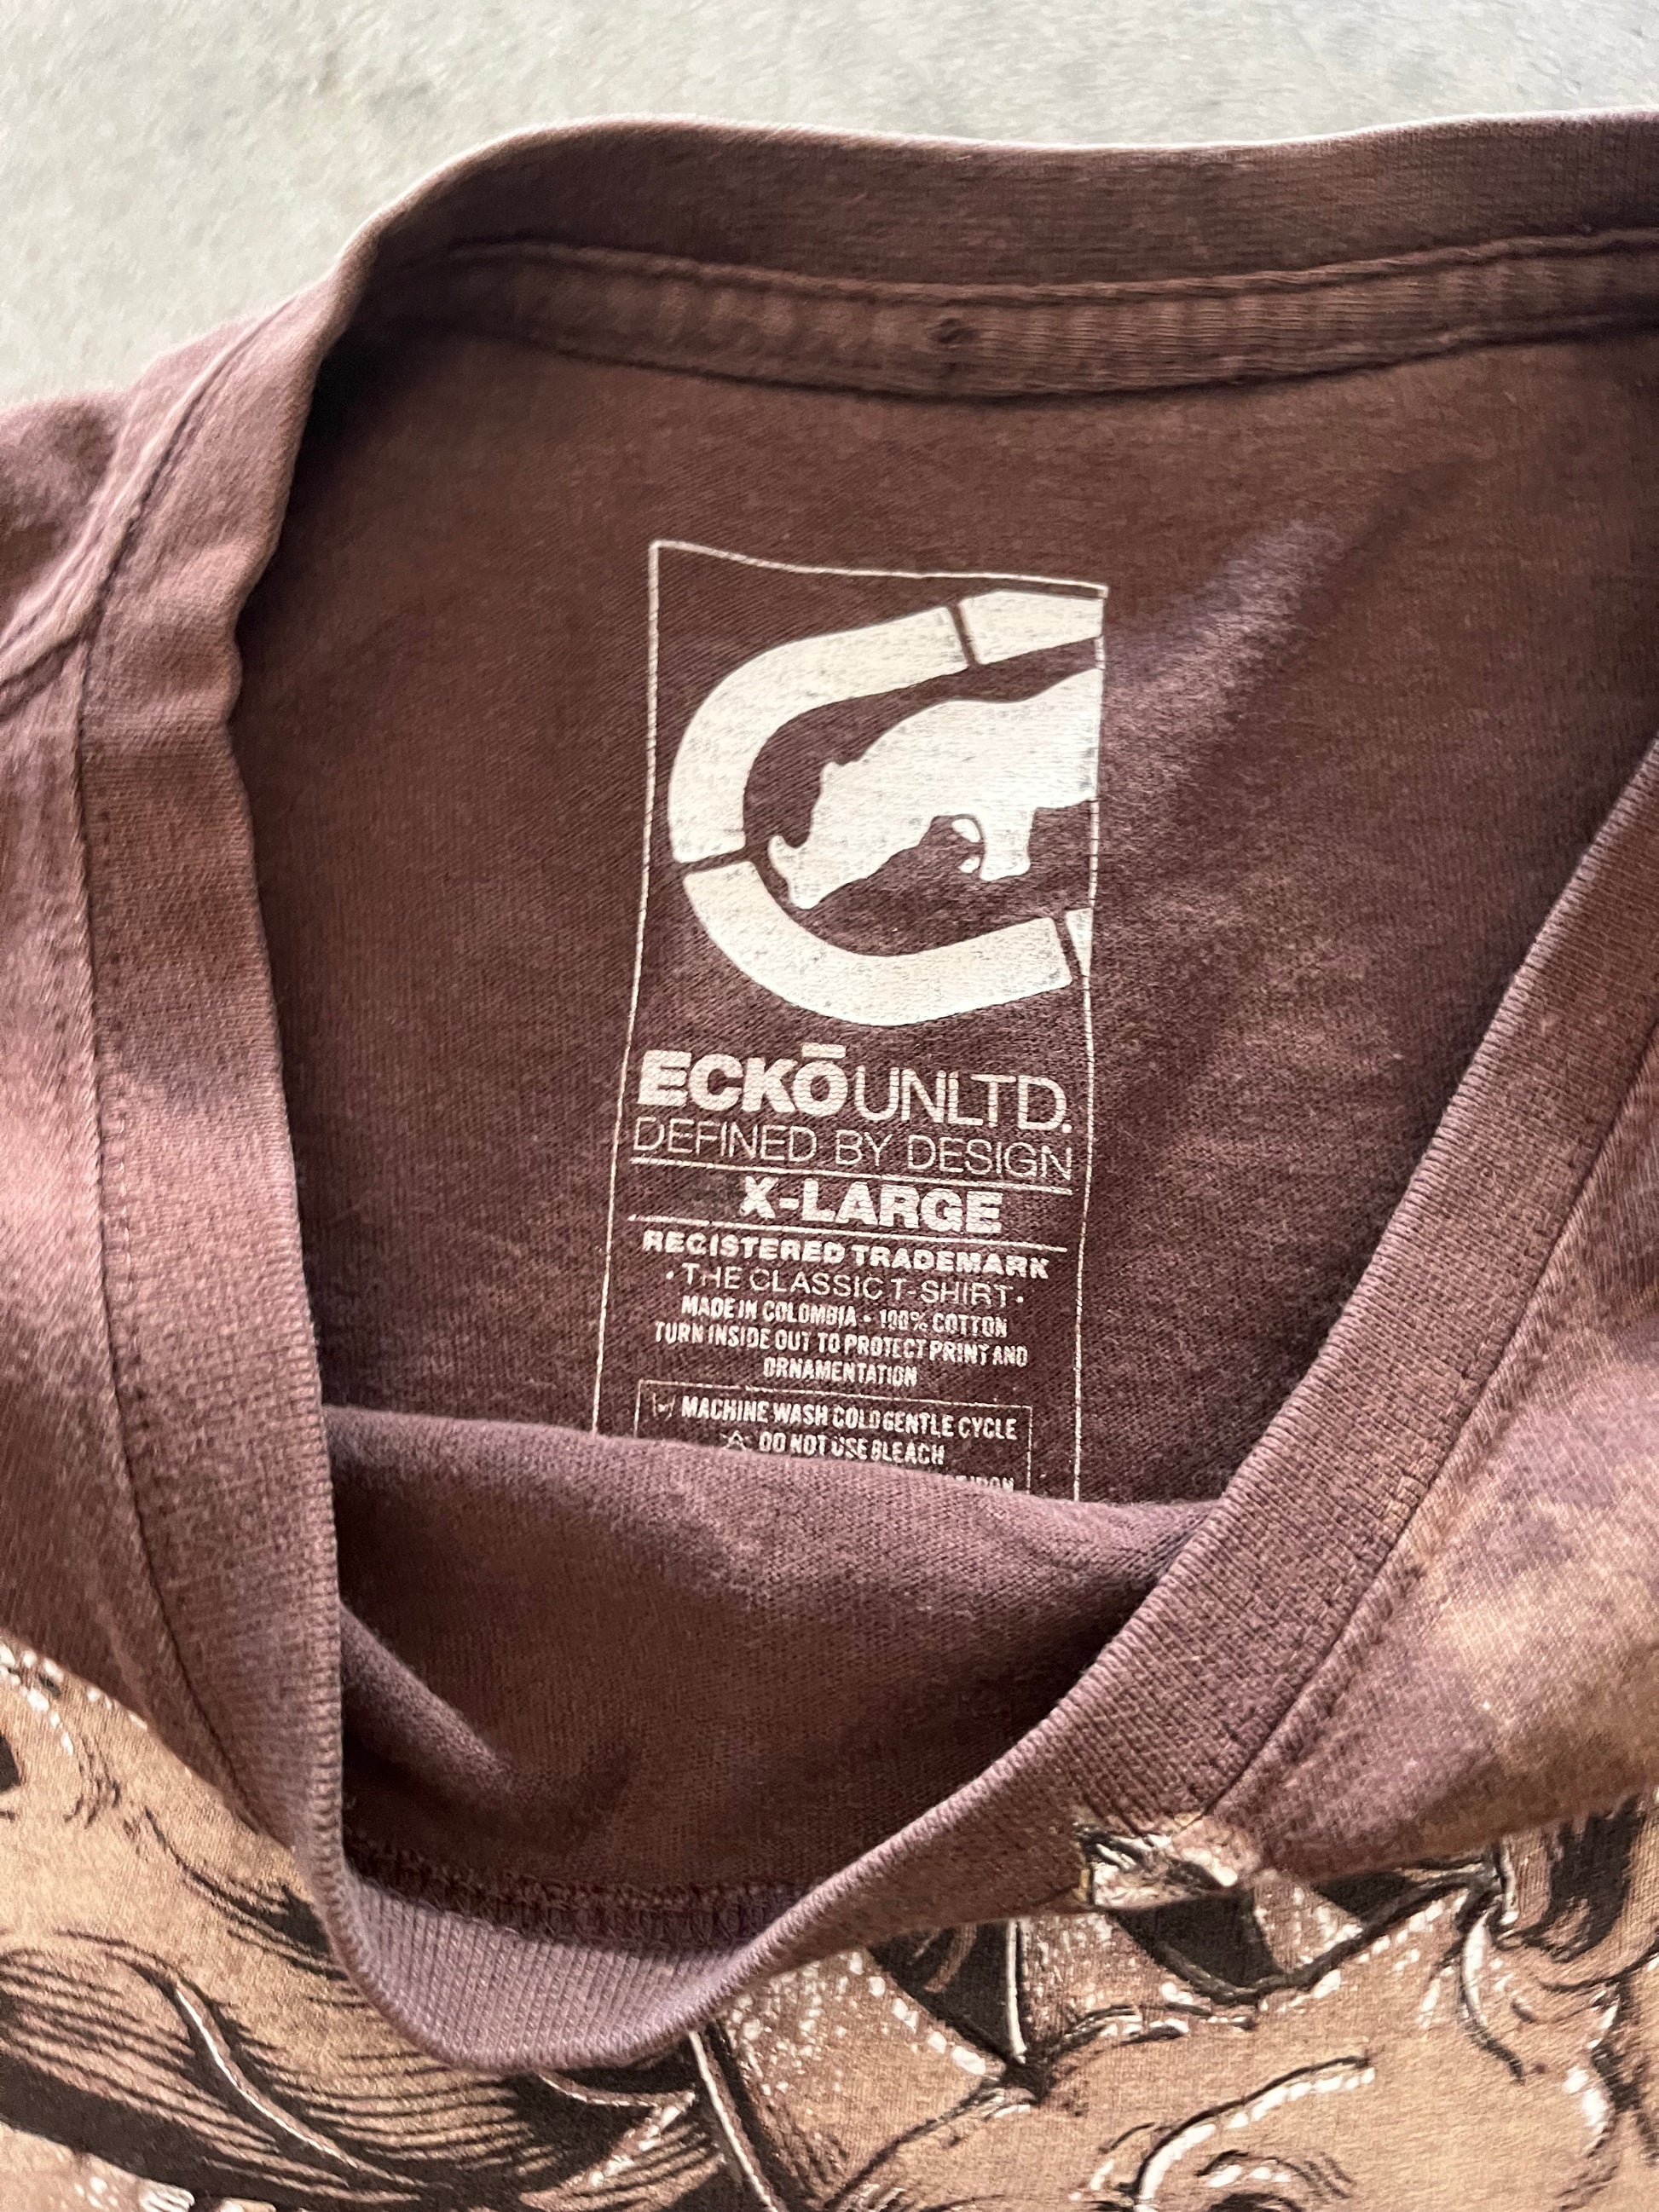 ECKŌ UNLTD.
DEFINED BY DESIGN
X-LARGE
REGISTERED TRADEMARK
• THE CLASSIC T-SHIRT •
MADE IN COLOMBIA • 100% COTTON
TURN INSIDE OUT TO PROTECT PRINT AND
ORNAMENTATION
MACHINE WASH COLD GENTLE CYCLE
DO NOT USE BLEACH